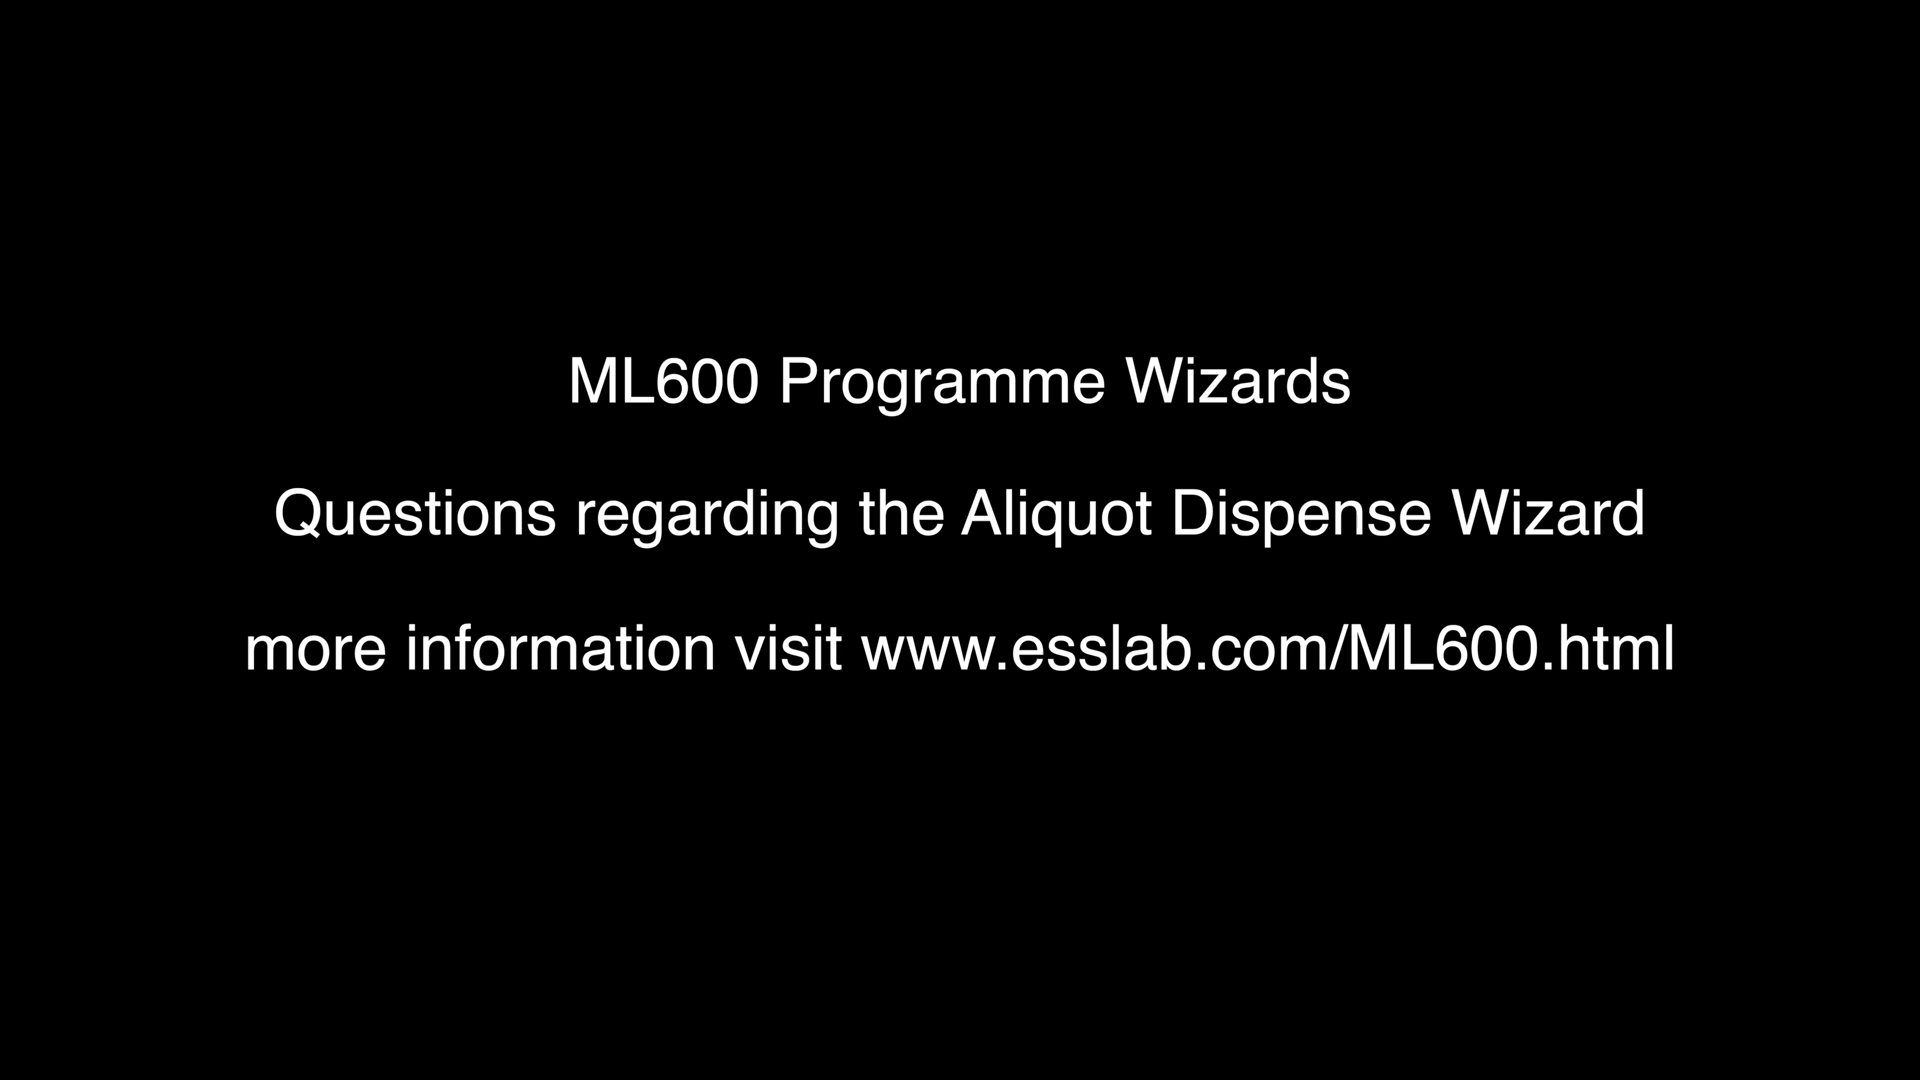 ML600 Programme Wizards
Questions regarding the Aliquot Dispense Wizard
more information visit www.esslab.com/ML600.html